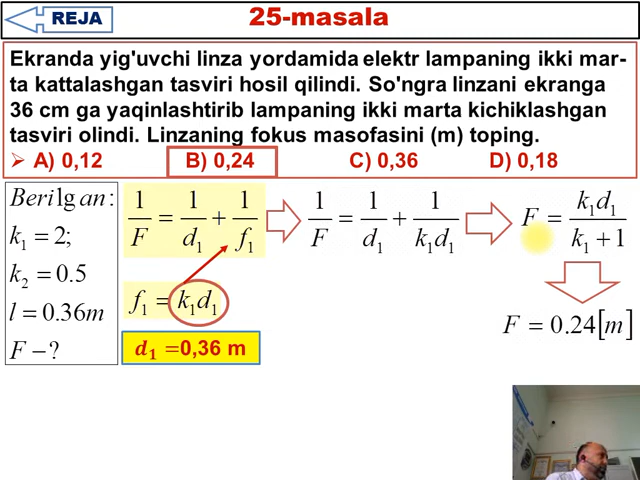 REJA
25-masala
Ekranda yig'uvchi linza yordamida elektr lampaning ikki mar-
ta kattalashgan tasviri hosil qilindi. So'ngra linzani ekranga
36 cm ga yaqinlashtirib lampaning ikki marta kichiklashgan
tasviri olindi. Linzaning fokus masofasini (m) toping.
➢ A) 0,12 B) 0,24 C) 0,36 D) 0,18
Berilgan:
k₁ = 2;
k₂ = 0.5
l = 0.36m
F − ?
1/F = 1/d₁ + 1/f₁
1/F = 1/d₁ + 1/(k₁d₁)
F = k₁d₁/(k₁ + 1)
f₁ = k₁d₁
d₁ = 0,36 m
F = 0.24[m]